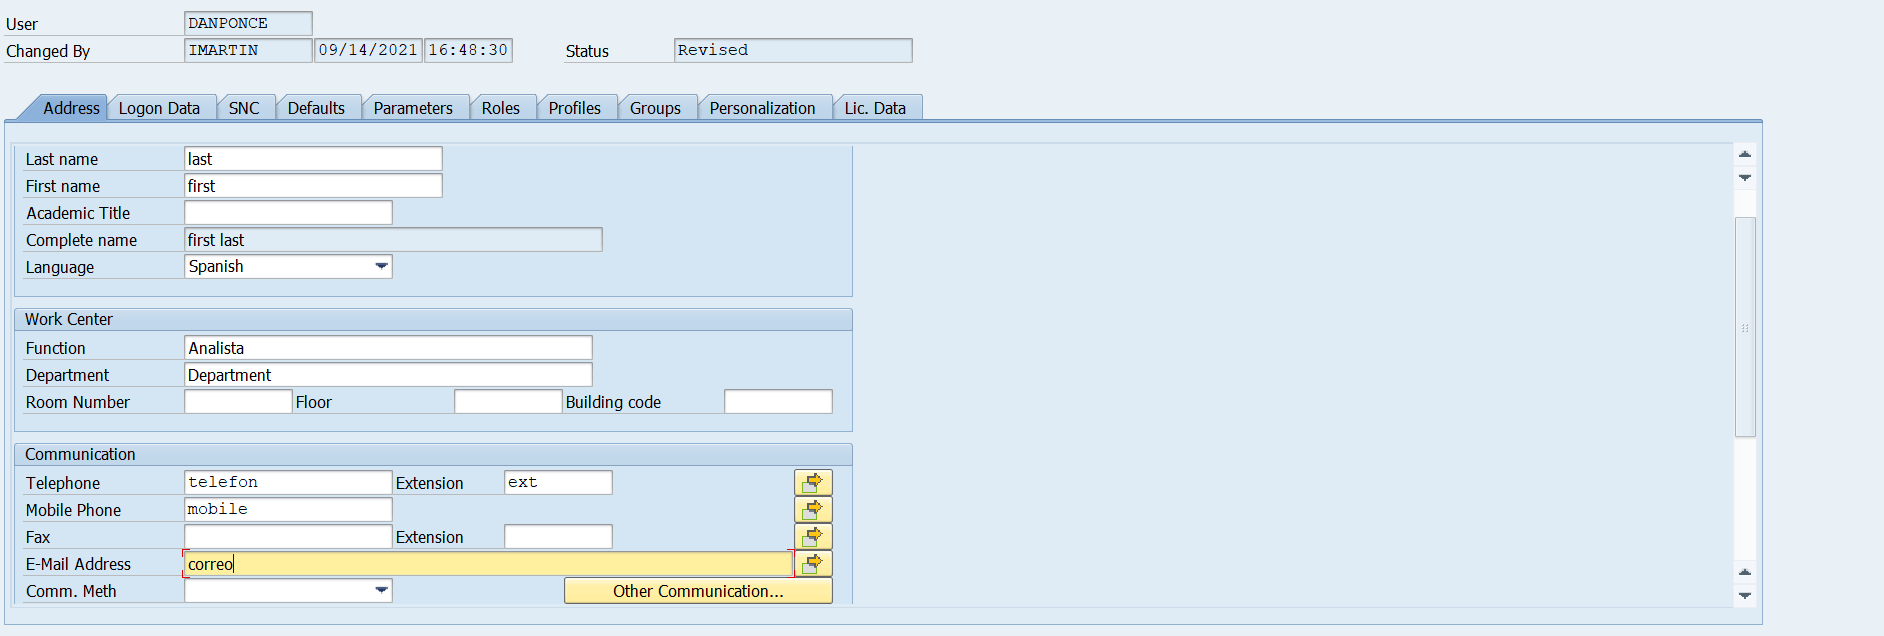 User DANPONCE
Changed By IMARTIN 09/14/2021 16:48:30 Status Revised
Address Logon Data SNC Defaults Parameters Roles Profiles Groups Personalization Lic. Data
Last name last
First name first
Academic Title
Complete name first last
Language Spanish
Work Center
Function Analista
Department Department
Room Number Floor Building code
Communication
Telephone telefon Extension ext
Mobile Phone mobile
Fax Extension
E-Mail Address correo
Comm. Meth Other Communication...